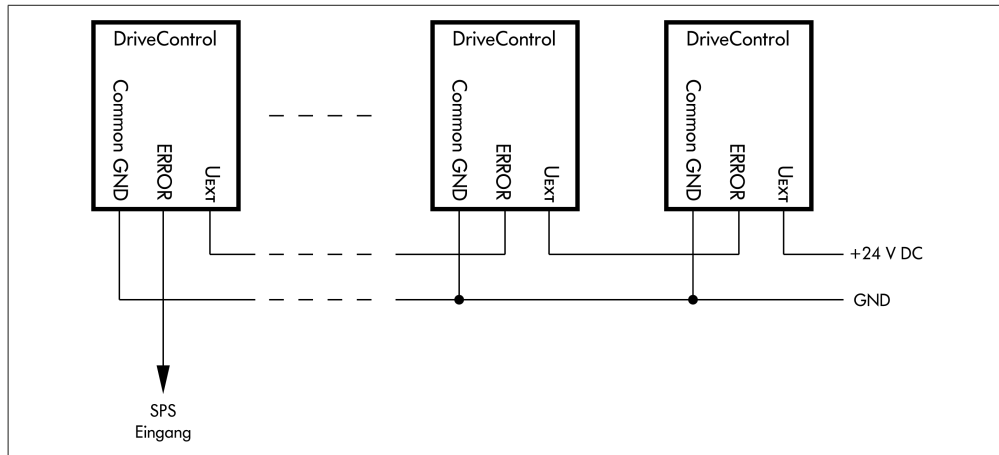 DriveControl
Common GND
ERROR
UEXT
DriveControl
Common GND
ERROR
UEXT
DriveControl
Common GND
ERROR
UEXT
+24 V DC
GND
SPS
Eingang